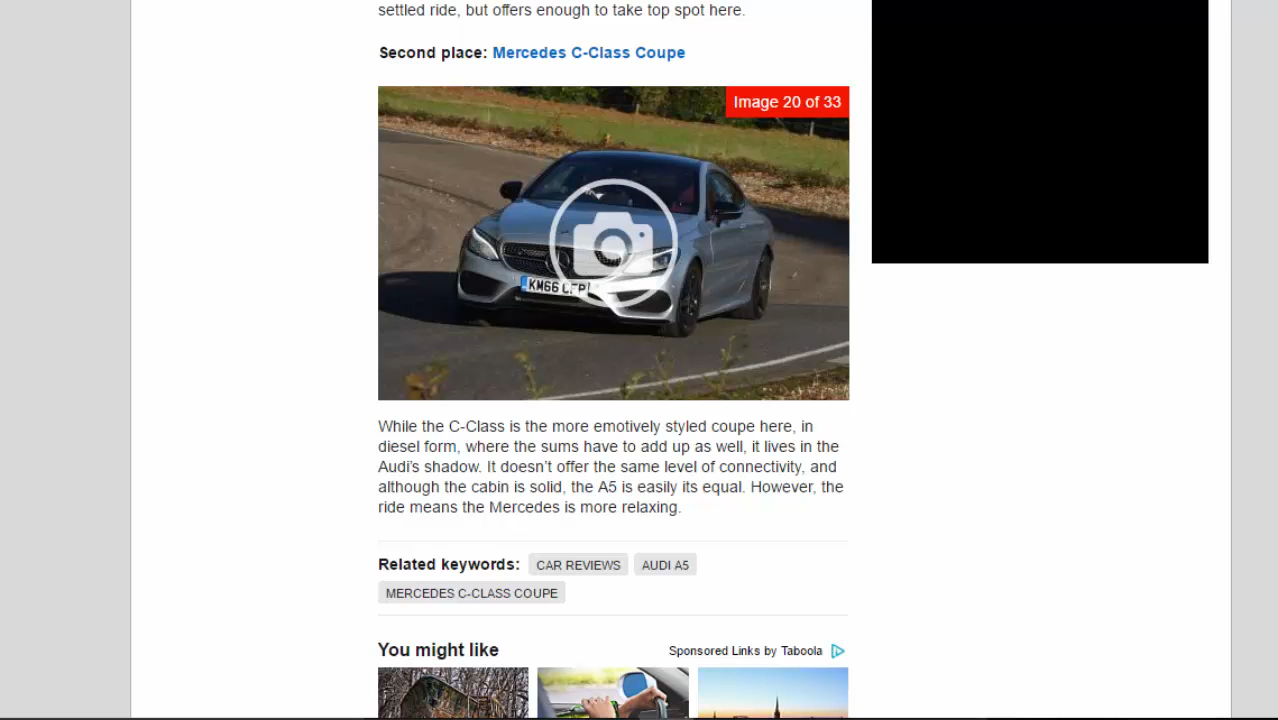 settled ride, but offers enough to take top spot here.
Second place: Mercedes C-Class Coupe
Image 20 of 33
KM66
While the C-Class is the more emotively styled coupe here, in
diesel form, where the sums have to add up as well, it lives in the
Audi’s shadow. It doesn’t offer the same level of connectivity, and
although the cabin is solid, the A5 is easily its equal. However, the
ride means the Mercedes is more relaxing.
Related keywords: CAR REVIEWS AUDI A5
MERCEDES C-CLASS COUPE
You might like Sponsored Links by Taboola